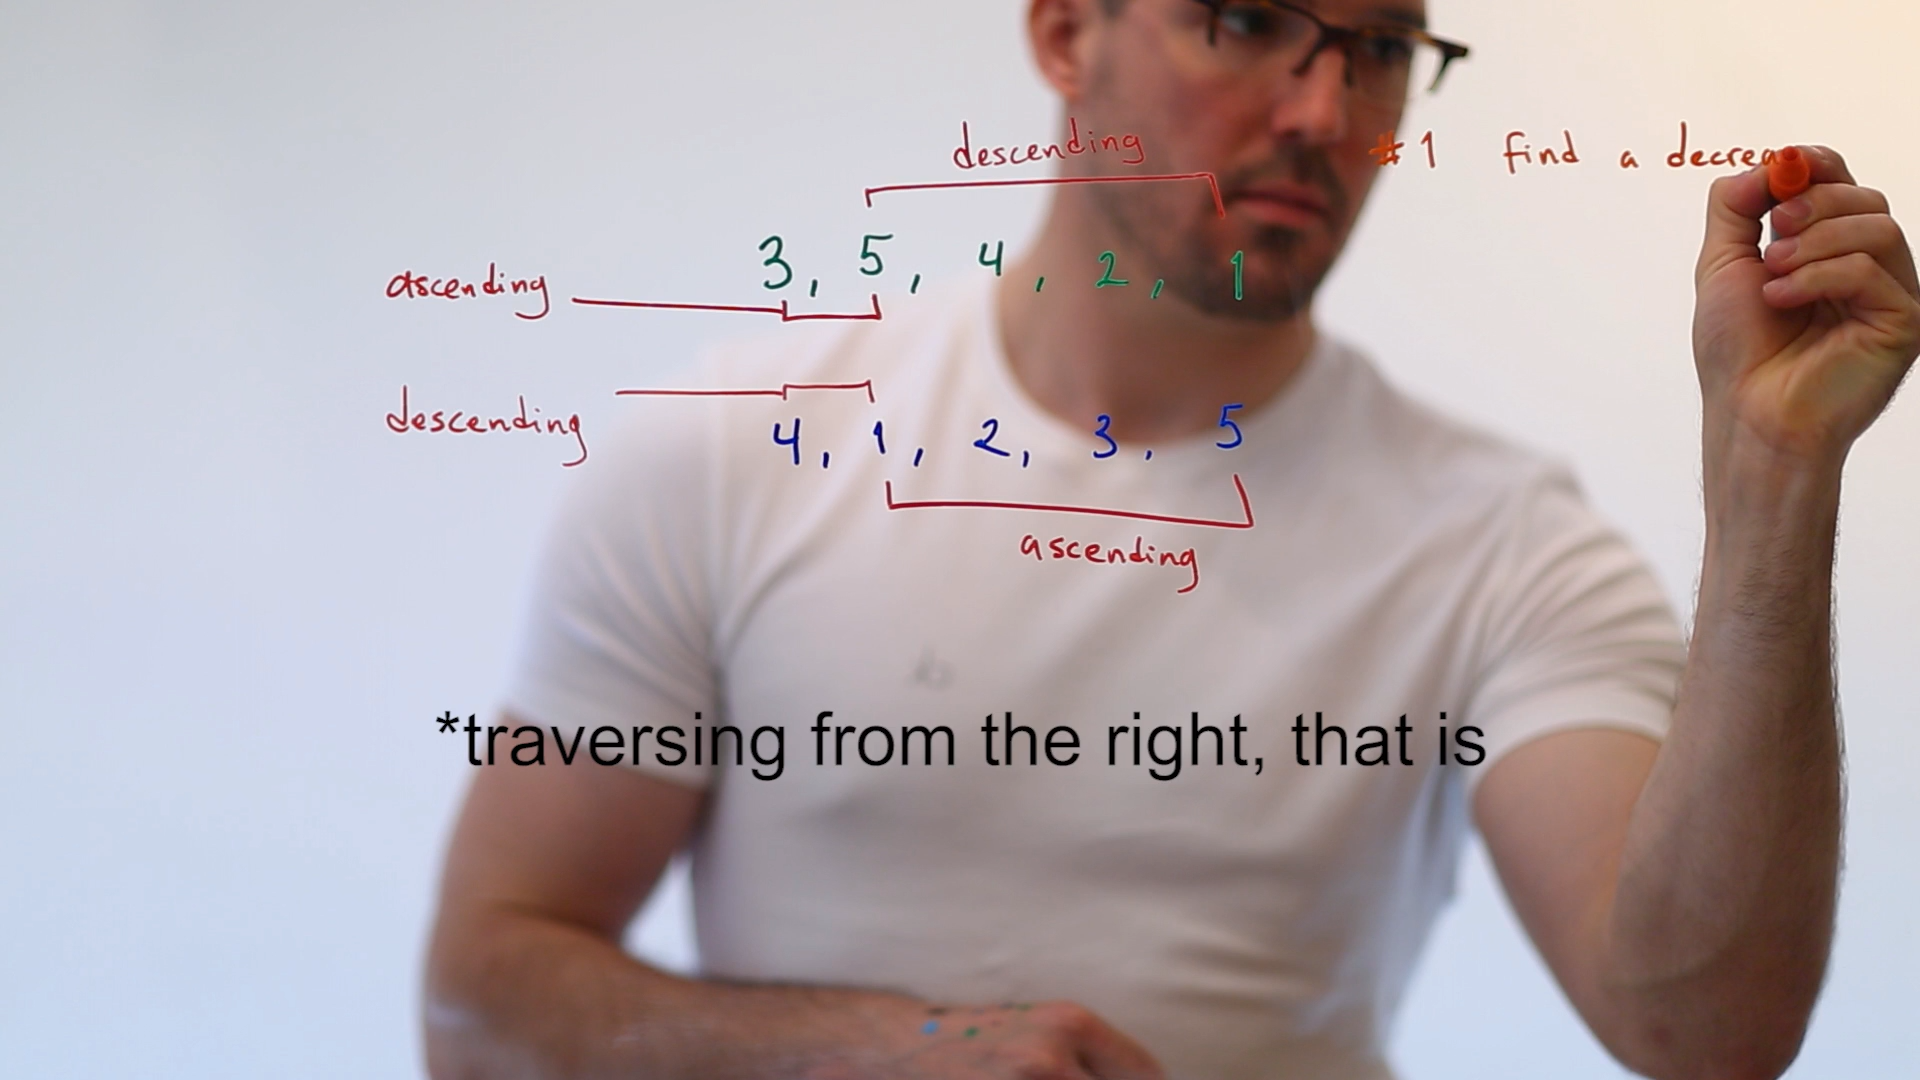 descending
#1 find a decrea
3, 5, 4, 2, 1
ascending
descending
4, 1, 2, 3, 5
ascending
*traversing from the right, that is